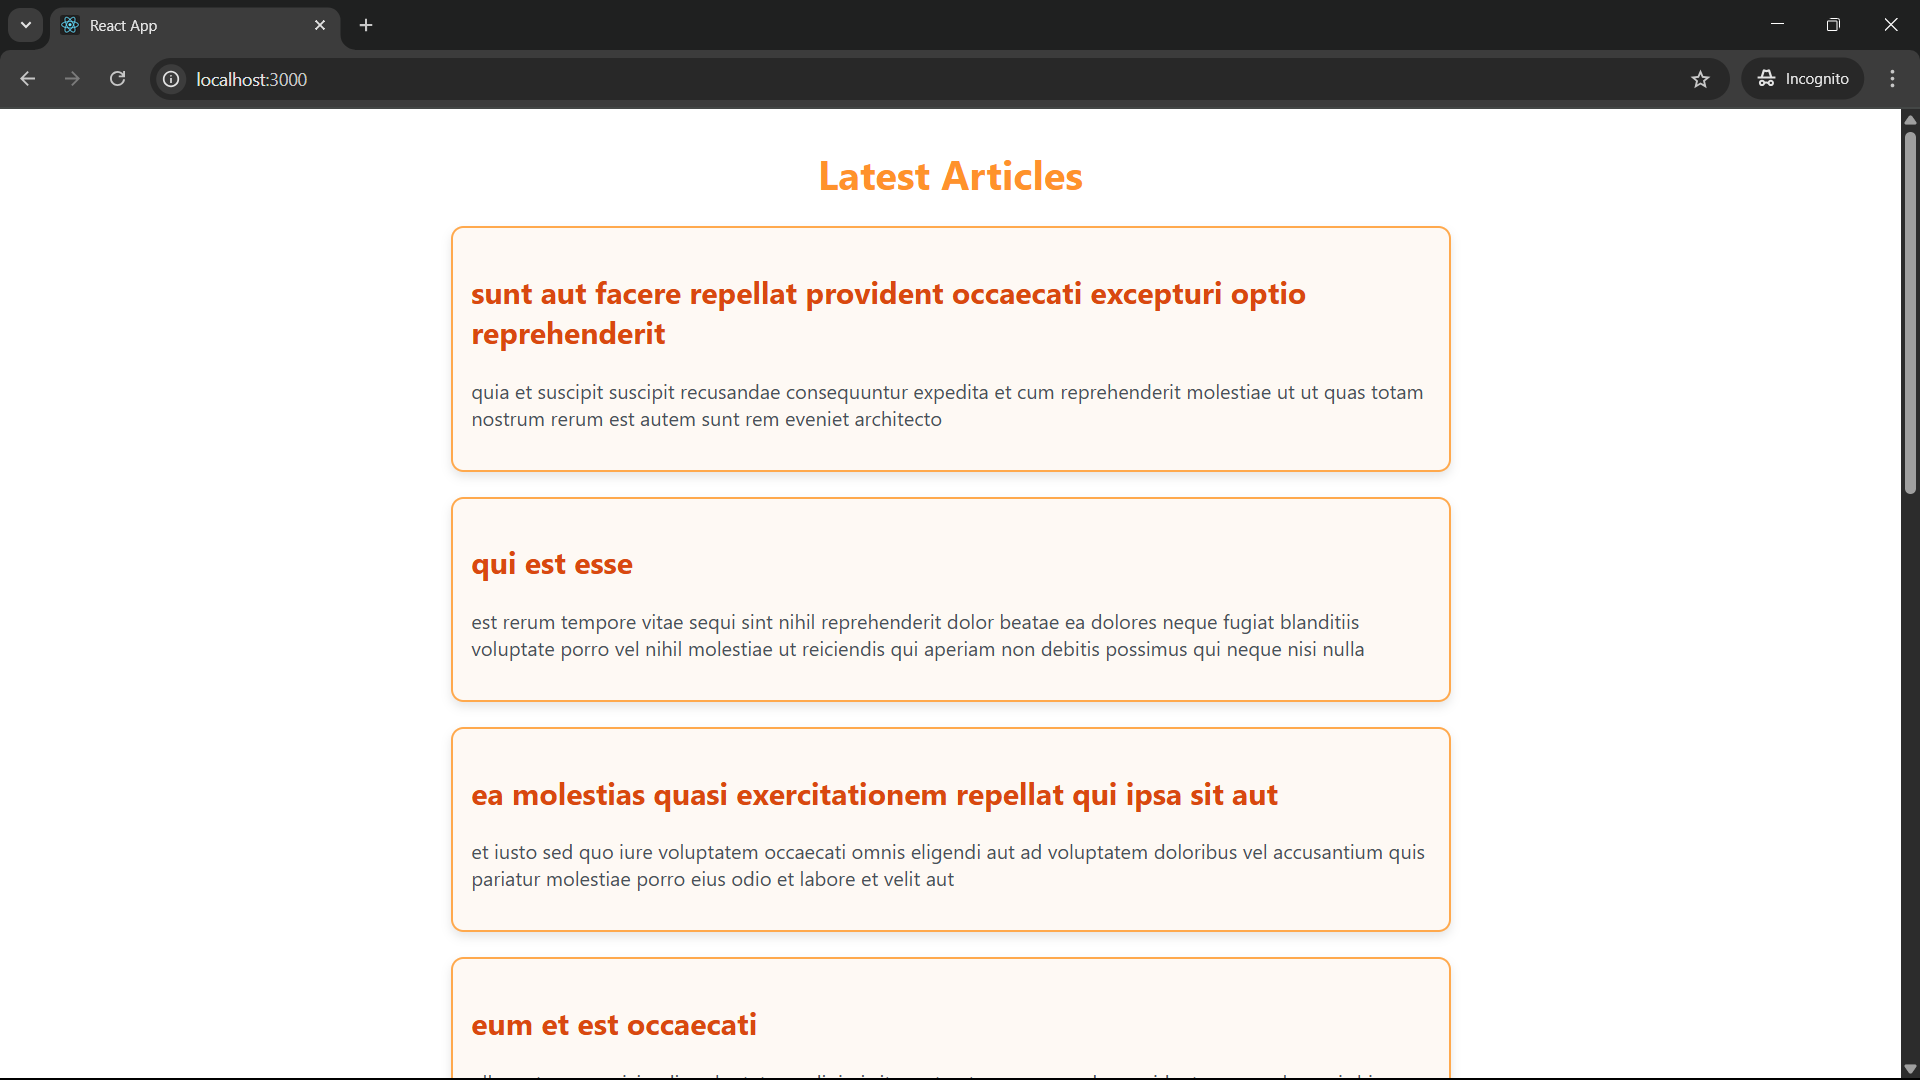 React App
localhost:3000
Incognito
Latest Articles
sunt aut facere repellat provident occaecati excepturi optio
reprehenderit
quia et suscipit suscipit recusandae consequuntur expedita et cum reprehenderit molestiae ut ut quas totam
nostrum rerum est autem sunt rem eveniet architecto
qui est esse
est rerum tempore vitae sequi sint nihil reprehenderit dolor beatae ea dolores neque fugiat blanditiis
voluptate porro vel nihil molestiae ut reiciendis qui aperiam non debitis possimus qui neque nisi nulla
ea molestias quasi exercitationem repellat qui ipsa sit aut
et iusto sed quo iure voluptatem occaecati omnis eligendi aut ad voluptatem doloribus vel accusantium quis
pariatur molestiae porro eius odio et labore et velit aut
eum et est occaecati